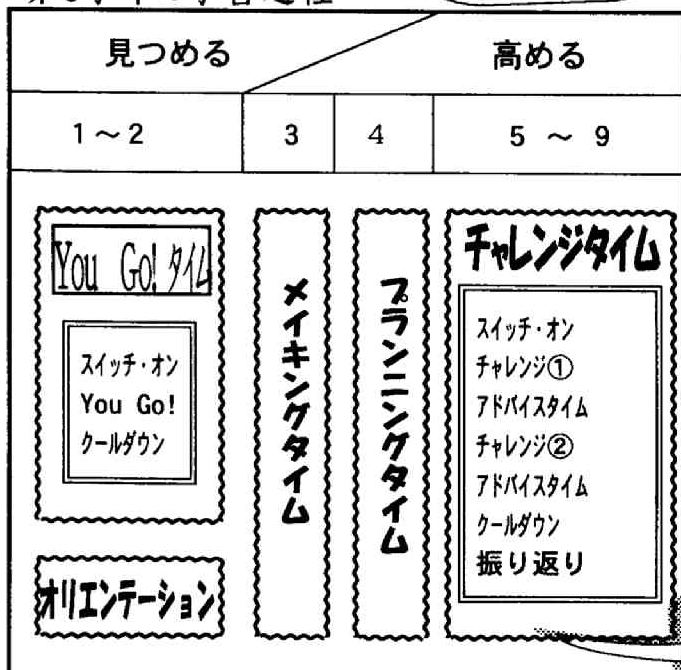 見つめる
高める
1～2
3
4
5 ～ 9
You Go! タイム
スイッチ・オン
You Go!
クールダウン
オリエンテーション
メイキングタイム
プランニングタイム
チャレンジタイム
スイッチ・オン
チャレンジ①
アドバイスタイム
チャレンジ②
アドバイスタイム
クールダウン
振り返り